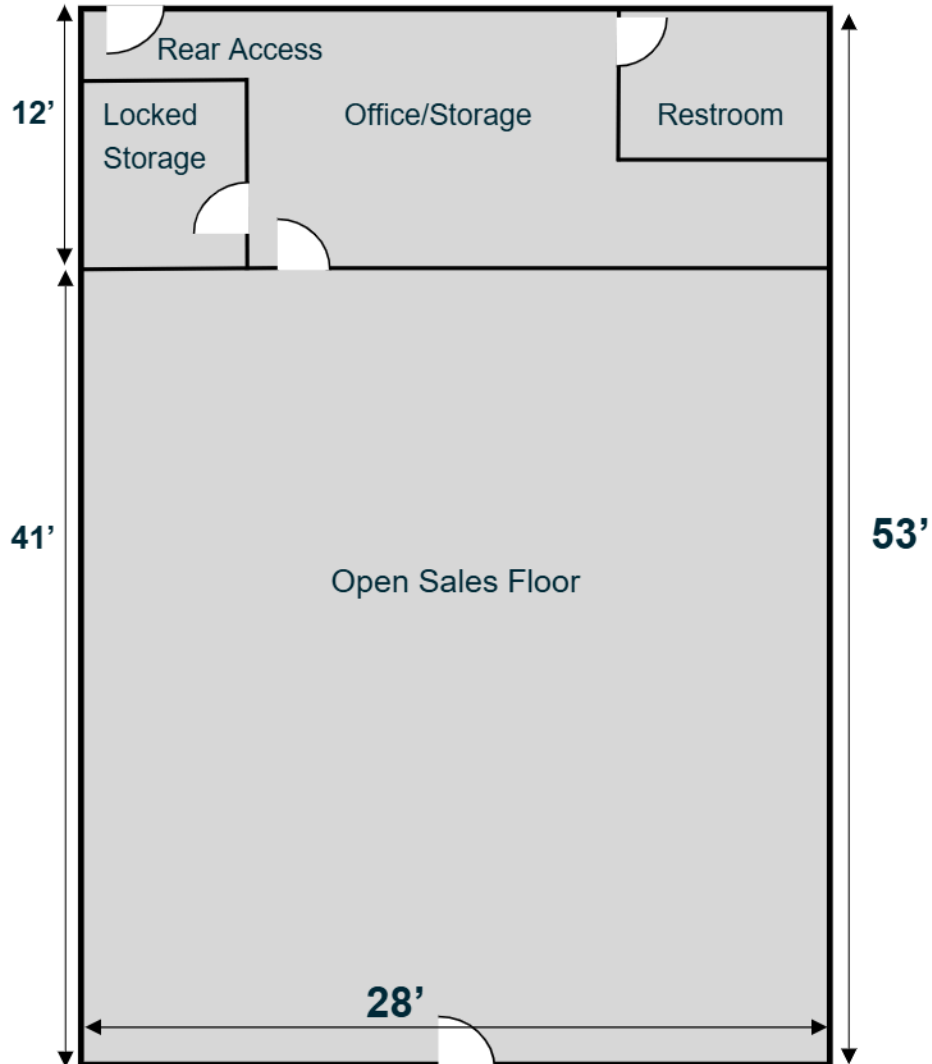 Rear Access
12’
Locked
Storage
Office/Storage
Restroom
41’
53’
Open Sales Floor
28’